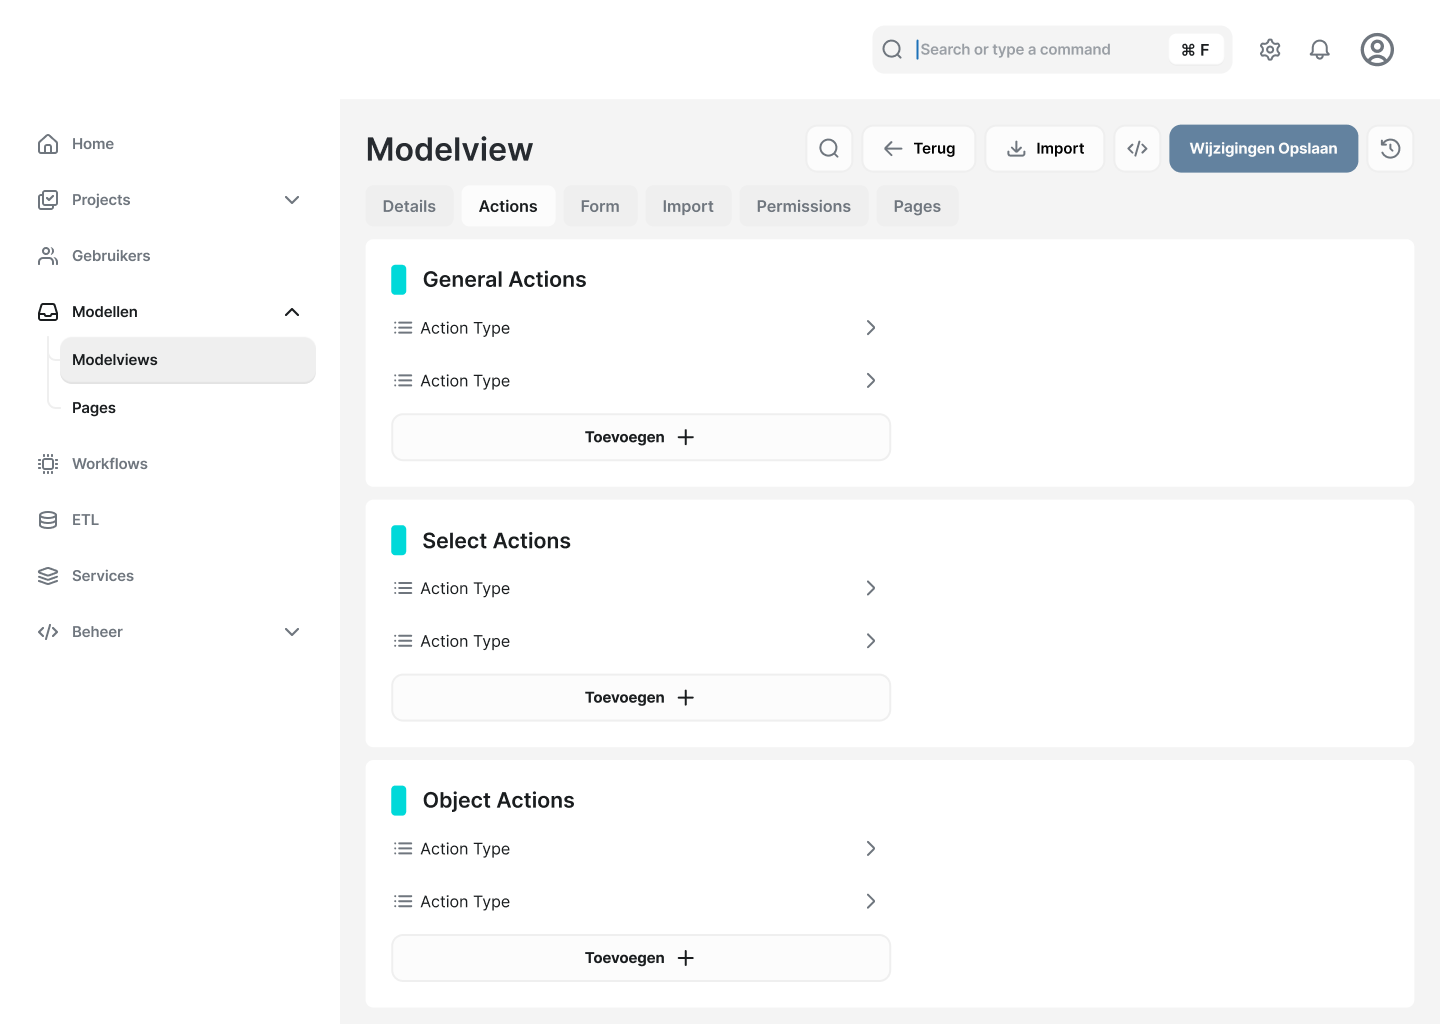 Search or type a command
⌘ F
Home
Projects
Gebruikers
Modellen
Modelviews
Pages
Workflows
ETL
Services
Beheer
Modelview
Terug
Import
Wijzigingen Opslaan
Details
Actions
Form
Import
Permissions
Pages
General Actions
Action Type
Action Type
Toevoegen
Select Actions
Action Type
Action Type
Toevoegen
Object Actions
Action Type
Action Type
Toevoegen